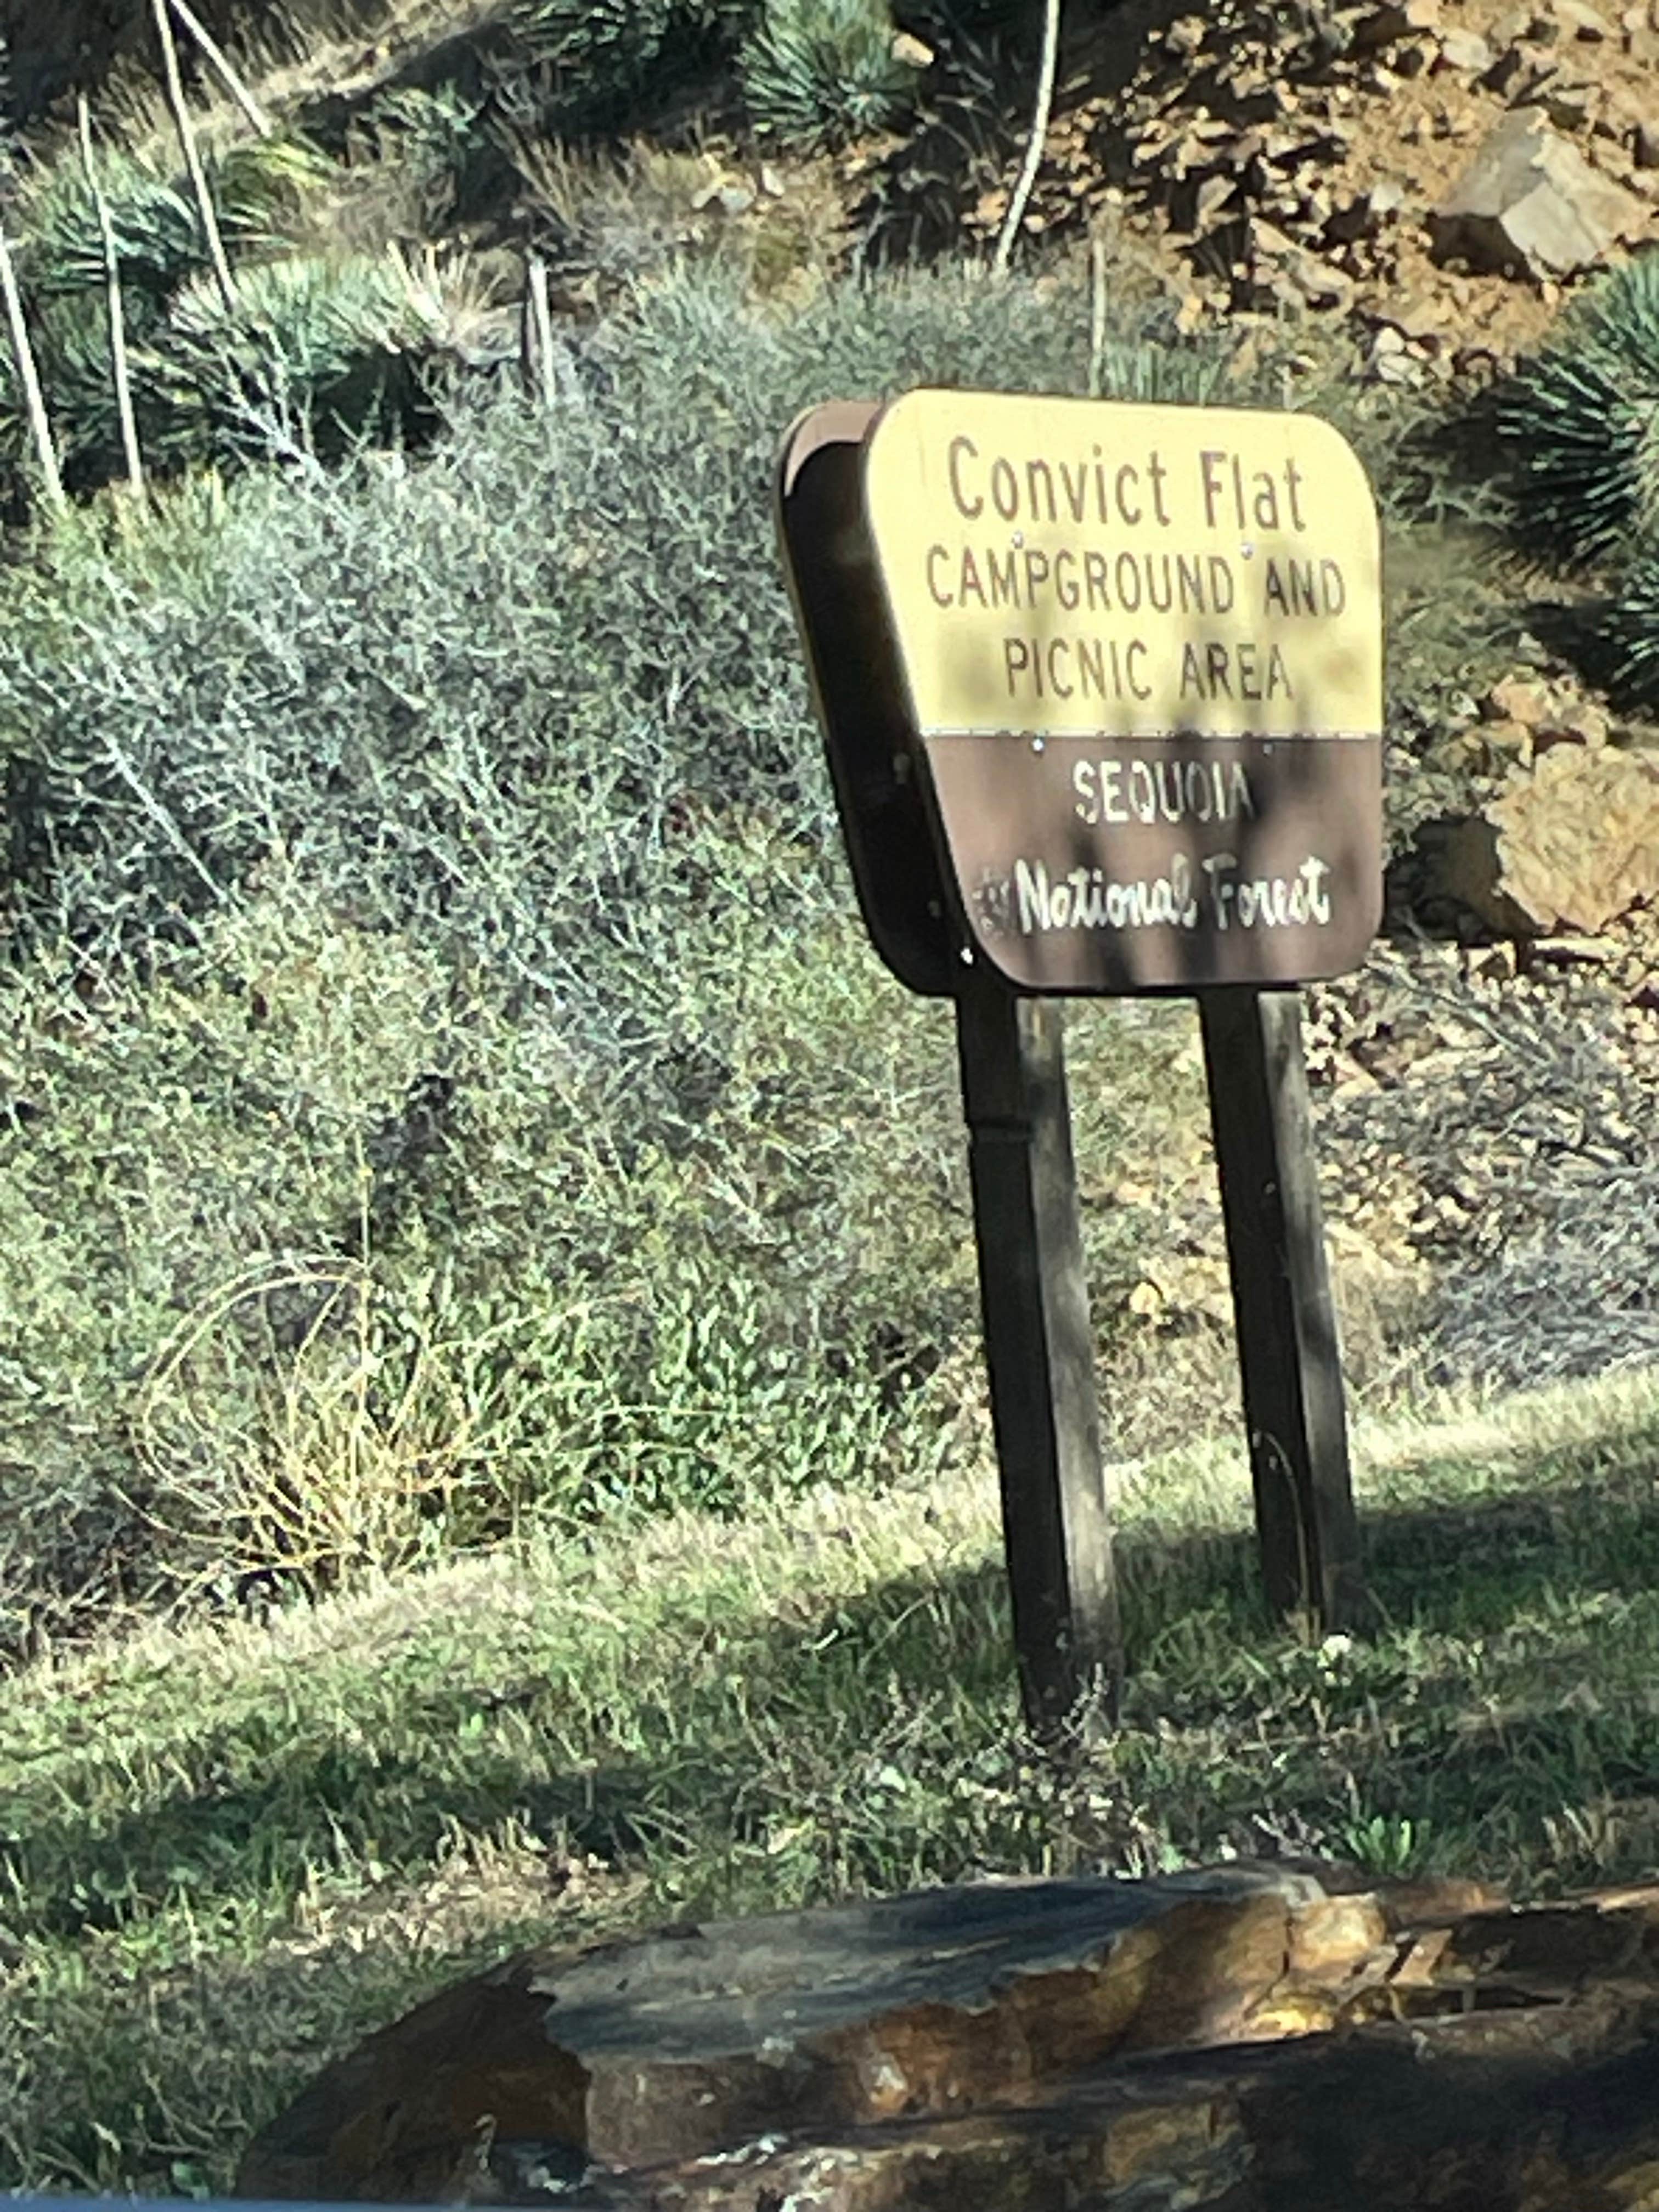 Convict Flat
CAMPGROUND AND
PICNIC AREA
SEQUOIA
National Forest